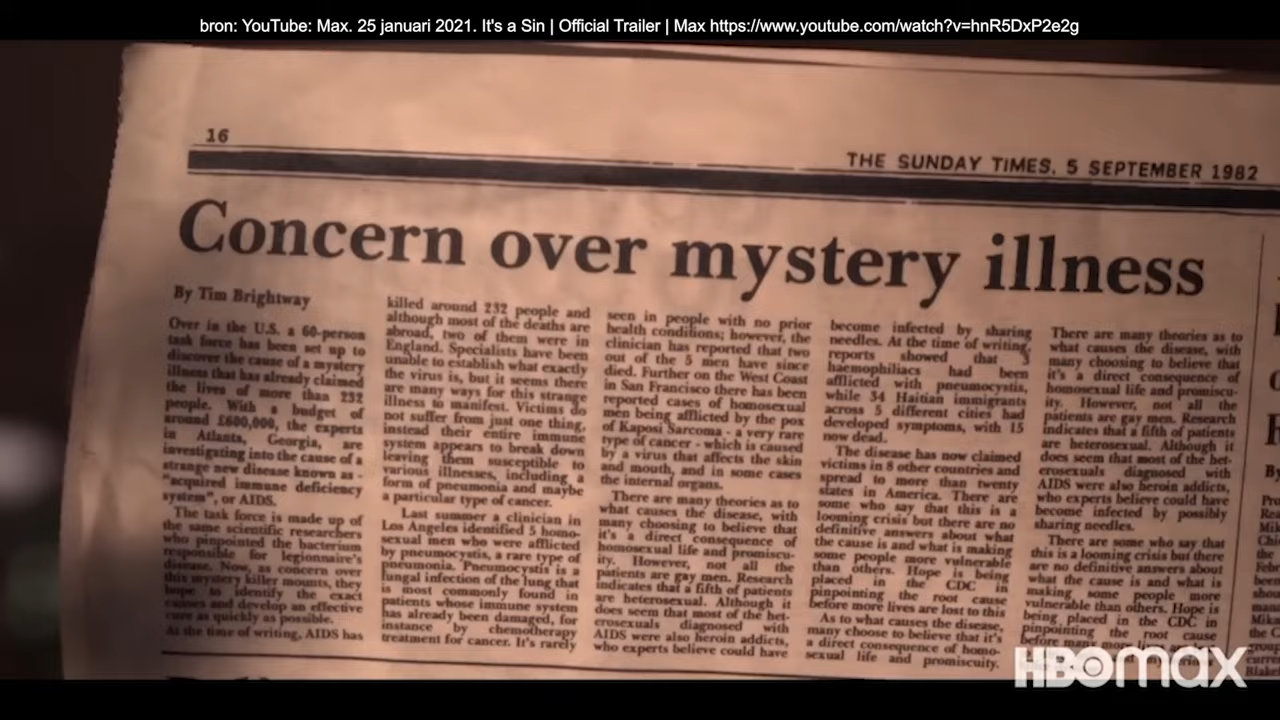 bron: YouTube: Max. 25 januari 2021. It's a Sin | Official Trailer | Max https://www.youtube.com/watch?v=hnR5DxP2e2g
16
THE SUNDAY TIMES, 5 SEPTEMBER 1982
Concern over mystery illness
By Tim Brightway
Over in the U.S. a 60-person
task force has been set up to
discover the cause of a mystery
illness that has already claimed
the lives of more than 232
people. With a budget of
around £600,000, the experts
in Atlanta, Georgia, are
investigating into the cause of a
strange new disease known as -
"acquired immune deficiency
system", or AIDS.
The task force is made up of
the same scientific researchers
who pinpointed the bacterium
responsible for legionnaire's
disease. Now, as concern over
this mystery killer mounts, they
hope to identify the exact
causes and develop an effective
cure as quickly as possible.
At the time of writing, AIDS has
killed around 232 people and
although most of the deaths are
abroad, two of them were in
England. Specialists have been
unable to establish what exactly
the virus is, but it seems there
are many ways for this strange
illness to manifest. Victims do
not suffer from just one thing,
instead their entire immune
system appears to break down
leaving them susceptible to
various illnesses, including a
form of pneumonia and maybe
a particular type of cancer.
Last summer a clinician in
Los Angeles identified 5 homo-
sexual men who were afflicted
by pneumocystis, a rare type of
pneumonia. Pneumocystis is a
fungal infection of the lung that
is most commonly found in
patients whose immune system
has already been damaged, for
instance by chemotherapy
treatment for cancer. It's rarely
seen in people with no prior
health conditions; however, the
clinician has reported that two
out of the 5 men have since
died. Further on the West Coast
in San Francisco there has been
reported cases of homosexual
men being afflicted by the pox
of Kaposi Sarcoma - a very rare
type of cancer - which is caused
by a virus that affects the skin
and mouth, and in some cases
the internal organs.
There are many theories as to
what causes the disease, with
many choosing to believe that
it's a direct consequence of
homosexual life and promiscu-
ity. However, not all the
patients are gay men. Research
indicates that a fifth of patients
are heterosexual. Although it
does seem that most of the het-
erosexuals diagnosed with
AIDS were also heroin addicts,
who experts believe could have
become infected by sharing
needles. At the time of writing,
reports showed that 3
haemophiliacs had been
afflicted with pneumocystis,
while 34 Haitian immigrants
across 5 different cities had
developed symptoms, with 15
now dead.
The disease has now claimed
victims in 8 other countries and
spread to more than twenty
states in America. There are
some who say that this is a
looming crisis but there are no
definitive answers about what
the cause is and what is making
some people more vulnerable
than others. Hope is being
placed in the CDC in
pinpointing the root cause
before more lives are lost to this
As to what causes the disease,
many choose to believe that it's
a direct consequence of homo-
sexual life and promiscuity.
There are many theories as to
what causes the disease, with
many choosing to believe that
it's a direct consequence of
homosexual life and promiscu-
ity. However, not all the
patients are gay men. Research
indicates that a fifth of patients
are heterosexual. Although it
does seem that most of the het-
erosexuals diagnosed with
AIDS were also heroin addicts,
who experts believe could have
become infected by possibly
sharing needles.
There are some who say that
this is a looming crisis but there
are no definitive answers about
what the cause is and what is
making some people more
vulnerable than others. Hope is
being placed in the CDC in
pinpointing the root cause
before many more lives are
HBOMAX